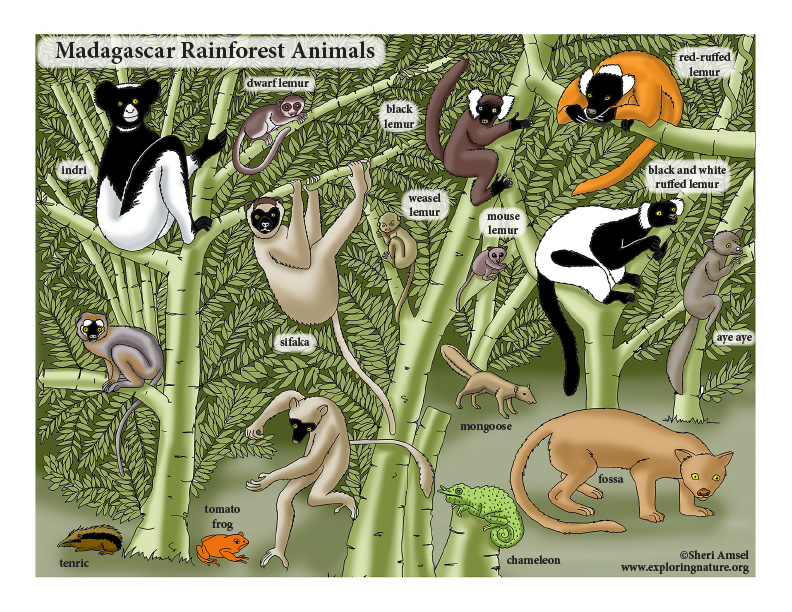 Madagascar Rainforest Animals
dwarf lemur
red-ruffed
lemur
black
lemur
indri
black and white
ruffed lemur
weasel
lemur
mouse
lemur
sifaka
aye aye
mongoose
fossa
tomato
frog
tenric
chameleon
©Sheri Amsel
www.exploringnature.org